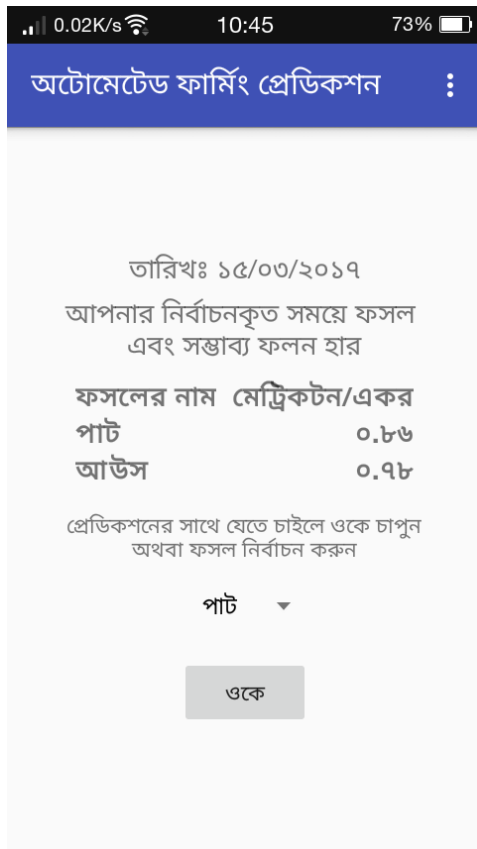 0.02K/s 10:45 73%
অটোমেটেড ফার্মিং প্রেডিকশন
তারিখঃ ১৫/০৩/২০১৭
আপনার নির্বাচনকৃত সময়ে ফসল
এবং সম্ভাব্য ফলন হার
ফসলের নাম মেট্রিকটন/একর
পাট ০.৮৬
আউস ০.৭৮
প্রেডিকশনের সাথে যেতে চাইলে ওকে চাপুন
অথবা ফসল নির্বাচন করুন
পাট
ওকে